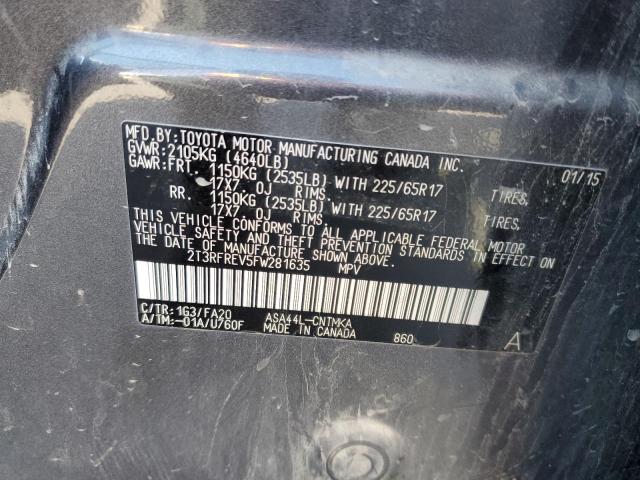 MFD.BY:TOYOTA MOTOR MANUFACTURING CANADA INC. 01/15
GVWR:2105KG (4640LB)
GAWR:FRT. 1150KG (2535LB) WITH 225/65R17 TIRES,
17X7.0J RIMS.
RR. 1150KG (2535LB) WITH 225/65R17 TIRES,
17X7.0J RIMS.
THIS VEHICLE CONFORMS TO ALL APPLICABLE FEDERAL MOTOR
VEHICLE SAFETY AND THEFT PREVENTION STANDARDS IN EFFECT ON
THE DATE OF MANUFACTURE SHOWN ABOVE.
2T3RFREV5FW281635 MPV
C/TR:1G3/FA20 ASA44L-CNTMKA
A/TM:-01A/U760F MADE IN CANADA 860 A